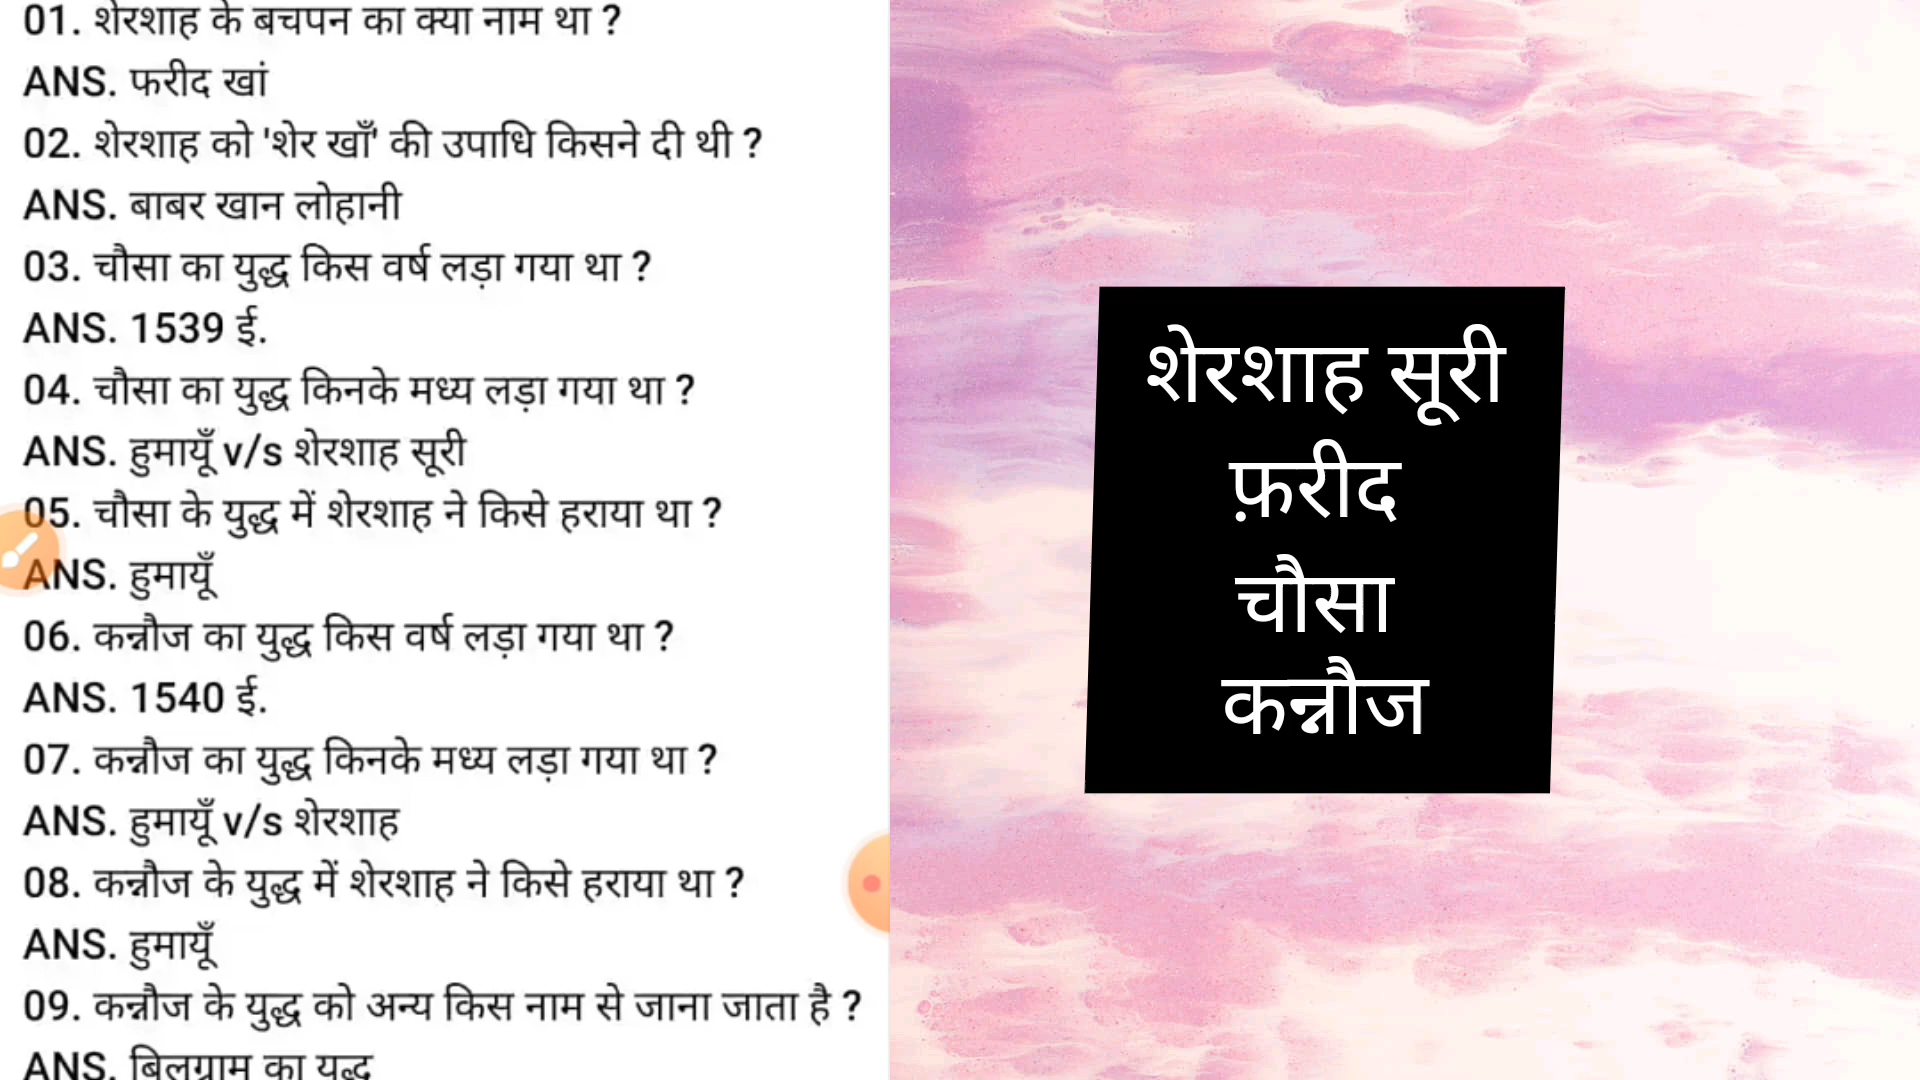 01. शेरशाह के बचपन का क्या नाम था ?
ANS. फरीद खां
02. शेरशाह को 'शेर खाँ' की उपाधि किसने दी थी ?
ANS. बाबर खान लोहानी
03. चौसा का युद्ध किस वर्ष लड़ा गया था ?
ANS. 1539 ई.
04. चौसा का युद्ध किनके मध्य लड़ा गया था ?
ANS. हुमायूँ v/s शेरशाह सूरी
05. चौसा के युद्ध में शेरशाह ने किसे हराया था ?
ANS. हुमायूँ
06. कन्नौज का युद्ध किस वर्ष लड़ा गया था ?
ANS. 1540 ई.
07. कन्नौज का युद्ध किनके मध्य लड़ा गया था ?
ANS. हुमायूँ v/s शेरशाह
08. कन्नौज के युद्ध में शेरशाह ने किसे हराया था ?
ANS. हुमायूँ
09. कन्नौज के युद्ध को अन्य किस नाम से जाना जाता है ?
ANS. बिलग्राम का युद्ध
शेरशाह सूरी
फ़रीद
चौसा
कन्नौज